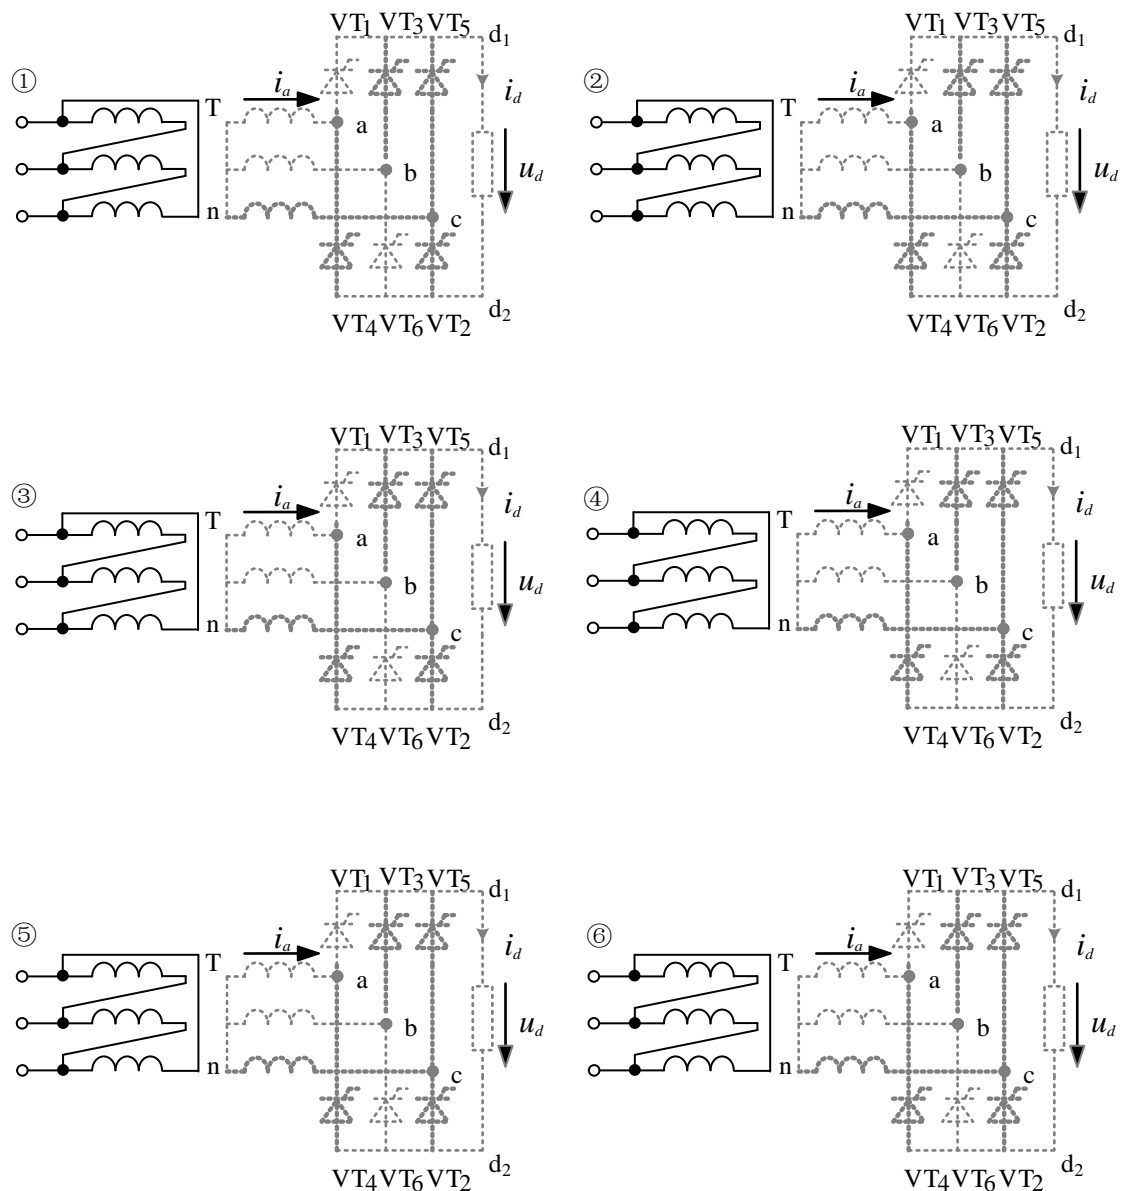 VT1 VT3 VT5 d1
① ia id
T a
b ud
n c
VT4 VT6 VT2 d2
VT1 VT3 VT5 d1
② ia id
T a
b ud
n c
VT4 VT6 VT2 d2
VT1 VT3 VT5 d1
③ ia id
T a
b ud
n c
VT4 VT6 VT2 d2
VT1 VT3 VT5 d1
④ ia id
T a
b ud
n c
VT4 VT6 VT2 d2
VT1 VT3 VT5 d1
⑤ ia id
T a
b ud
n c
VT4 VT6 VT2 d2
VT1 VT3 VT5 d1
⑥ ia id
T a
b ud
n c
VT4 VT6 VT2 d2